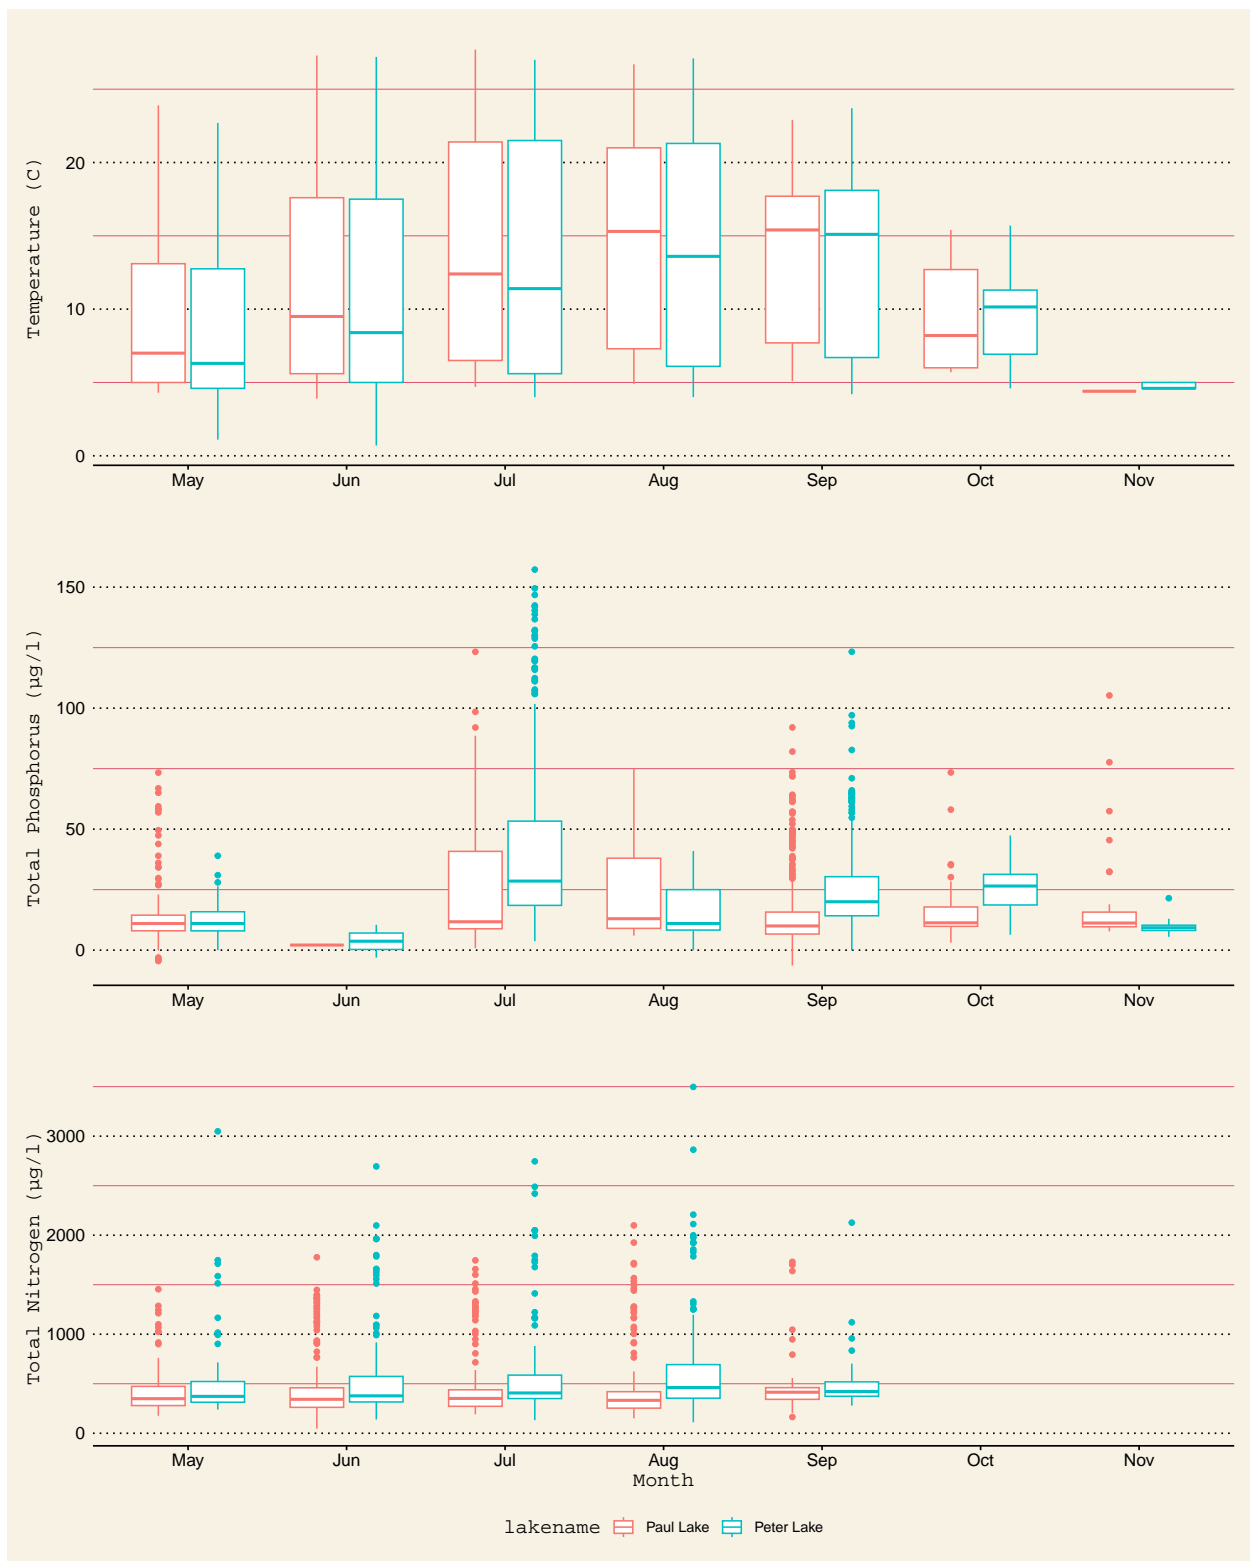 Temperature (C)
20
10
0
May Jun Jul Aug Sep Oct Nov
Total Phosphorus (µg/l)
150
100
50
0
May Jun Jul Aug Sep Oct Nov
Total Nitrogen (µg/l)
3000
2000
1000
0
May Jun Jul Aug Sep Oct Nov
Month
lakename Paul Lake Peter Lake